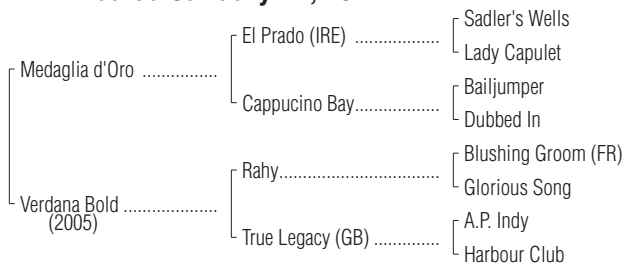 Sadler's Wells
El Prado (IRE) ...................
Lady Capulet
Medaglia d'Oro ................
Bailjumper
Cappucino Bay...................
Dubbed In
Blushing Groom (FR)
Rahy....................................
Glorious Song
Verdana Bold ....................
(2005)
A.P. Indy
True Legacy (GB) ...............
Harbour Club